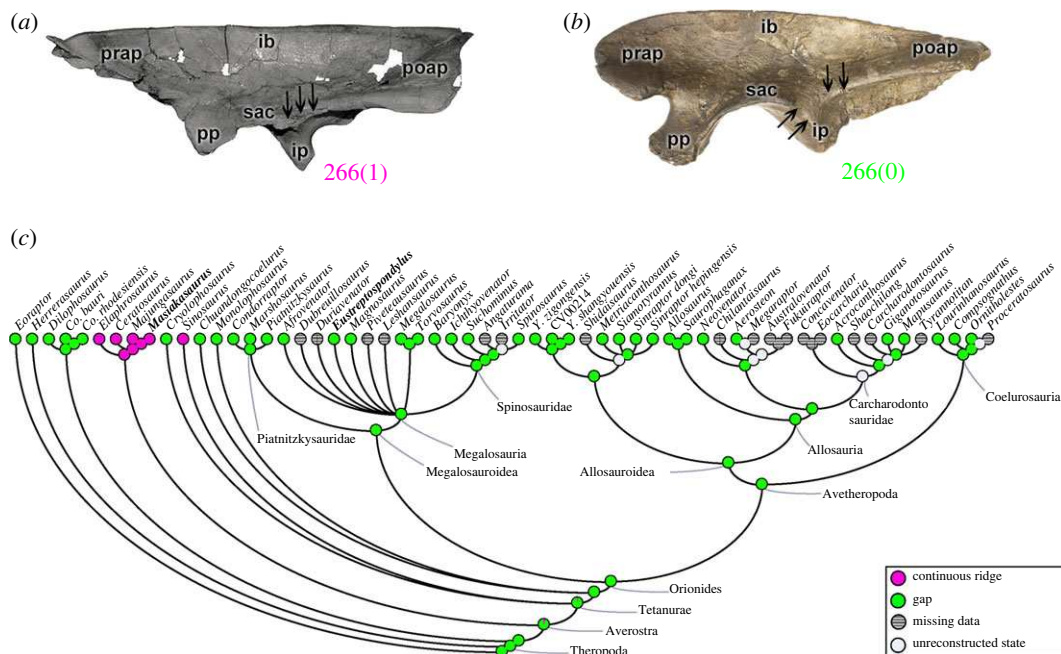 (a)
prap
ib
poap
sac
pp
ip
266(1)
(b)
prap
ib
poap
sac
pp
ip
266(0)
(c)
Eoraptor
Herrerasaurus
Dilophosaurus
Co. bauri
Co. rhodesiensis
Elaphrosaurus
Ceratosaurus
Majungasaurus
Masiakasaurus
Cryolophosaurus
Sinosaurus
Chuandongcoelurus
Monolophosaurus
Condorraptor
Marshosaurus
Piatnitzkysaurus
Afrovenator
Dubreuillosaurus
Duriavenator
Eustreptospondylus
Magnosaurus
Piveteausaurus
Leshansaurus
Megalosaurus
Torvosaurus
Baryonyx
Ichthyovenator
Suchomimus
Angaturama
Irritator
Spinosaurus
Y. zigongensis
CV00214
Y. shangyouensis
Shidaisaurus
Metriacanthosaurus
Siamotyrannus
Sinraptor dongi
Sinraptor hepingensis
Allosaurus
Saurophaganax
Neovenator
Chilantaisaurus
Aerosteon
Megaraptor
Australovenator
Fukuiraptor
Concavenator
Eocarcharia
Acrocanthosaurus
Shaochilong
Carcharodontosaurus
Giganotosaurus
Mapusaurus
Tyrannotitan
Lourinhanosaurus
Compsognathus
Ornitholestes
Proceratosaurus
Spinosauridae
Piatnitzkysauridae
Megalosauria
Megalosauroidea
Carcharodonto
sauridae
Coelurosauria
Allosauria
Allosauroidea
Avetheropoda
Orionides
Tetanurae
Averostra
Theropoda
continuous ridge
gap
missing data
unreconstructed state